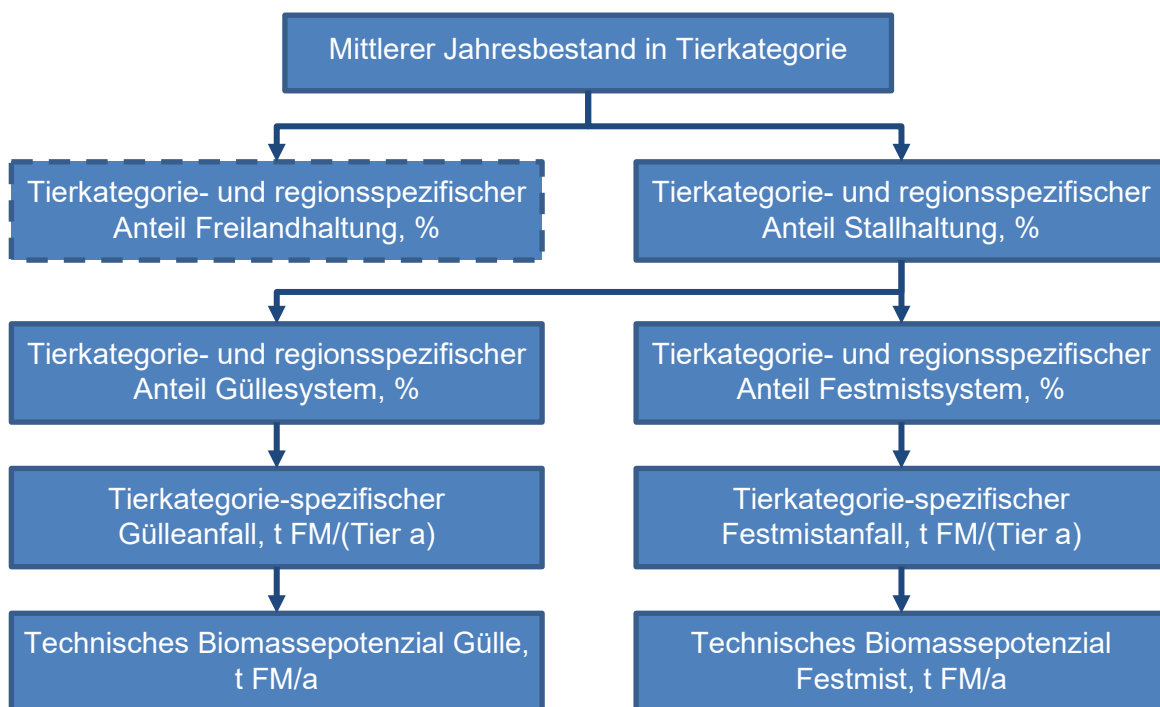 Mittlerer Jahresbestand in Tierkategorie
Tierkategorie- und regionsspezifischer
Anteil Freilandhaltung, %
Tierkategorie- und regionsspezifischer
Anteil Stallhaltung, %
Tierkategorie- und regionsspezifischer
Anteil Güllesystem, %
Tierkategorie- und regionsspezifischer
Anteil Festmistsystem, %
Tierkategorie-spezifischer
Gülleanfall, t FM/(Tier a)
Tierkategorie-spezifischer
Festmistanfall, t FM/(Tier a)
Technisches Biomassepotenzial Gülle,
t FM/a
Technisches Biomassepotenzial
Festmist, t FM/a